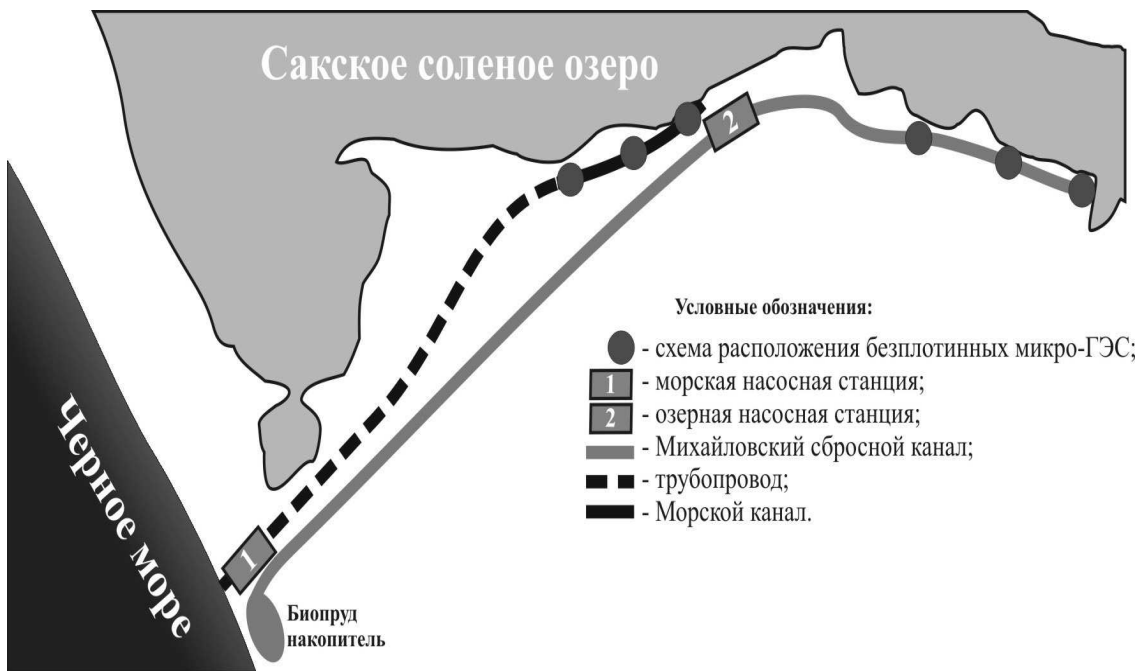 Сакское соленое озеро
2
Условные обозначения:
- схема расположения безплотинных микро-ГЭС;
1 - морская насосная станция;
2 - озерная насосная станция;
- Михайловский сбросной канал;
- трубопровод;
- Морской канал.
Черное море
1
Биопруд
накопитель